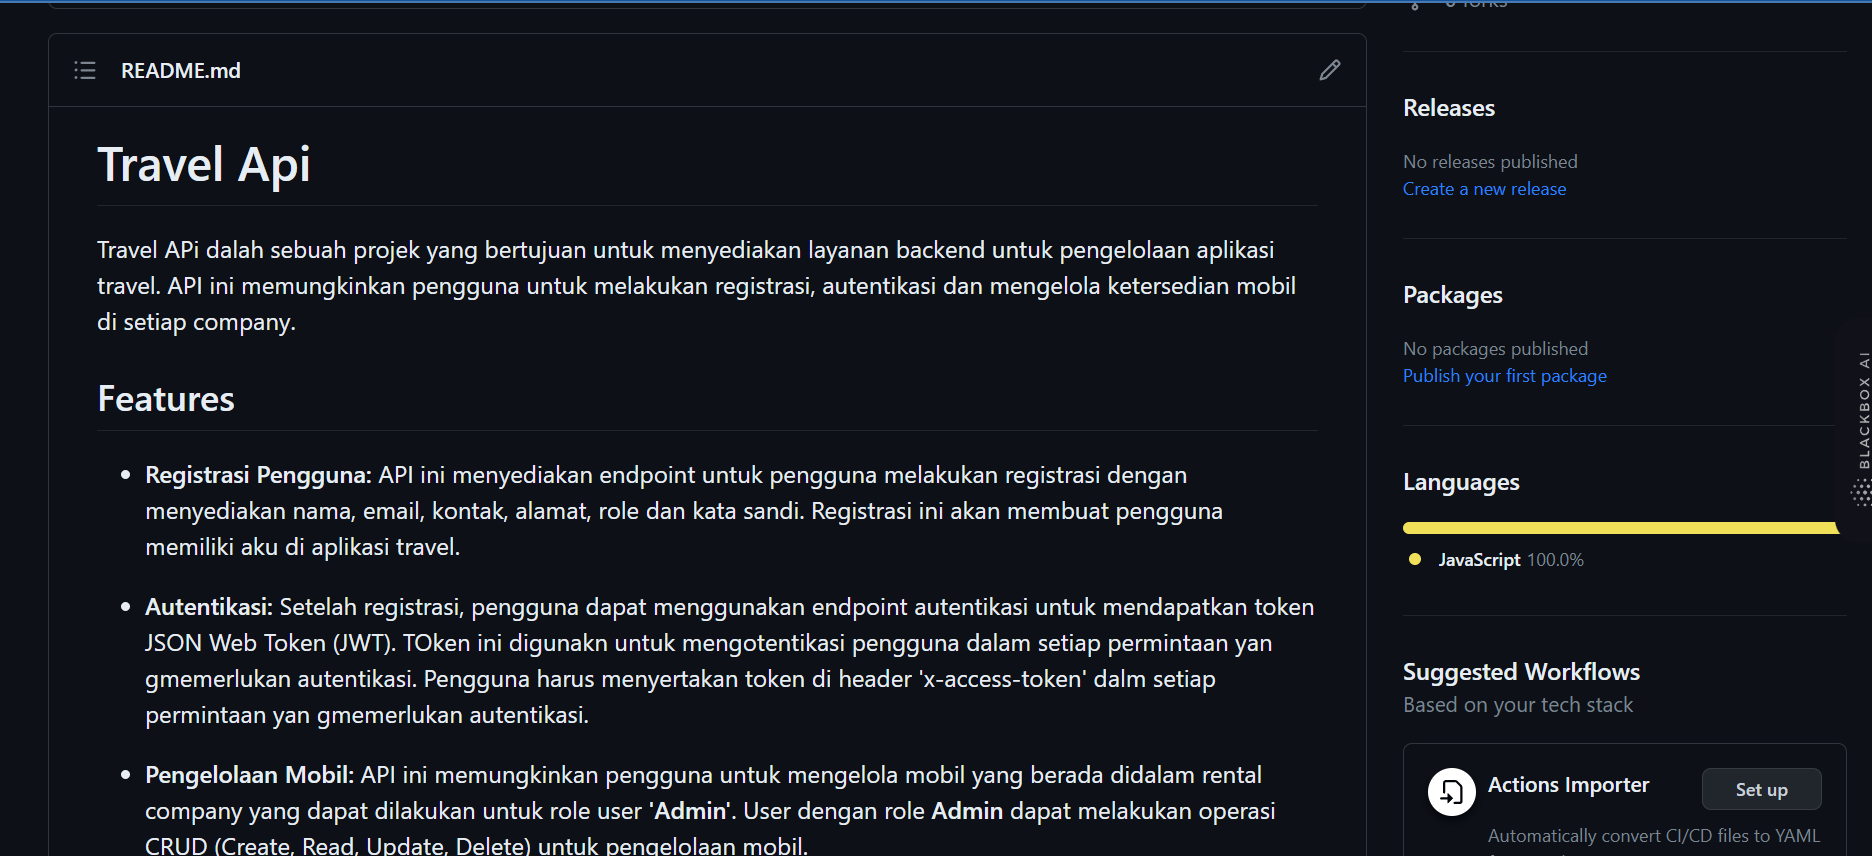 README.md
Travel Api
Travel APi dalah sebuah projek yang bertujuan untuk menyediakan layanan backend untuk pengelolaan aplikasi
travel. API ini memungkinkan pengguna untuk melakukan registrasi, autentikasi dan mengelola ketersedian mobil
di setiap company.
Features
Registrasi Pengguna: API ini menyediakan endpoint untuk pengguna melakukan registrasi dengan
menyediakan nama, email, kontak, alamat, role dan kata sandi. Registrasi ini akan membuat pengguna
memiliki aku di aplikasi travel.
Autentikasi: Setelah registrasi, pengguna dapat menggunakan endpoint autentikasi untuk mendapatkan token
JSON Web Token (JWT). TOken ini digunakn untuk mengotentikasi pengguna dalam setiap permintaan yan
gmemerlukan autentikasi. Pengguna harus menyertakan token di header 'x-access-token' dalm setiap
permintaan yan gmemerlukan autentikasi.
Pengelolaan Mobil: API ini memungkinkan pengguna untuk mengelola mobil yang berada didalam rental
company yang dapat dilakukan untuk role user 'Admin'. User dengan role Admin dapat melakukan operasi
CRUD (Create, Read, Update, Delete) untuk pengelolaan mobil.
forks
Releases
No releases published
Create a new release
Packages
No packages published
Publish your first package
Languages
JavaScript 100.0%
Suggested Workflows
Based on your tech stack
Actions Importer
Set up
Automatically convert CI/CD files to YAML
BLACKBOX AI